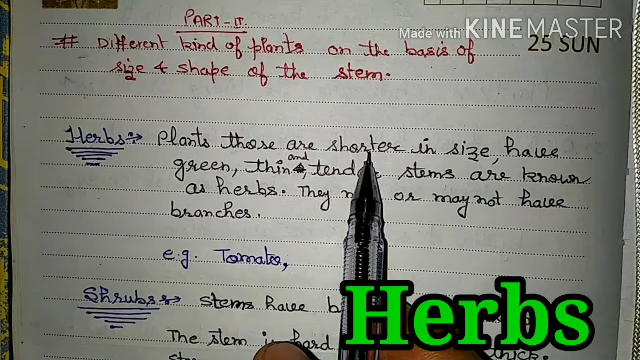 Made with KINEMASTER
PART-II
25 SUN
# Different kind of plants on the basis of
size & shape of the stem.
Herbs:→ Plants those are shorter in size, have
green, thin and stems are known
as herbs. They or may not have
branches.
e.g. Tomato,
Shrubs:→ Stems have
The stem is hard
Herbs